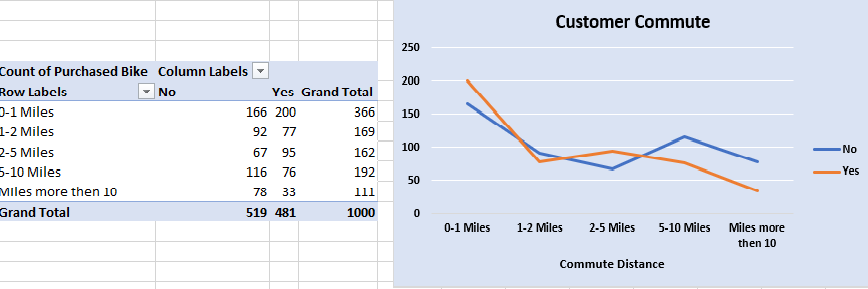 Count of Purchased Bike Column Labels
Row Labels No Yes Grand Total
0-1 Miles 166 200 366
1-2 Miles 92 77 169
2-5 Miles 67 95 162
5-10 Miles 116 76 192
Miles more then 10 78 33 111
Grand Total 519 481 1000
Customer Commute
250
200
150
100
50
0
0-1 Miles 1-2 Miles 2-5 Miles 5-10 Miles Miles more
then 10
Commute Distance
No
Yes